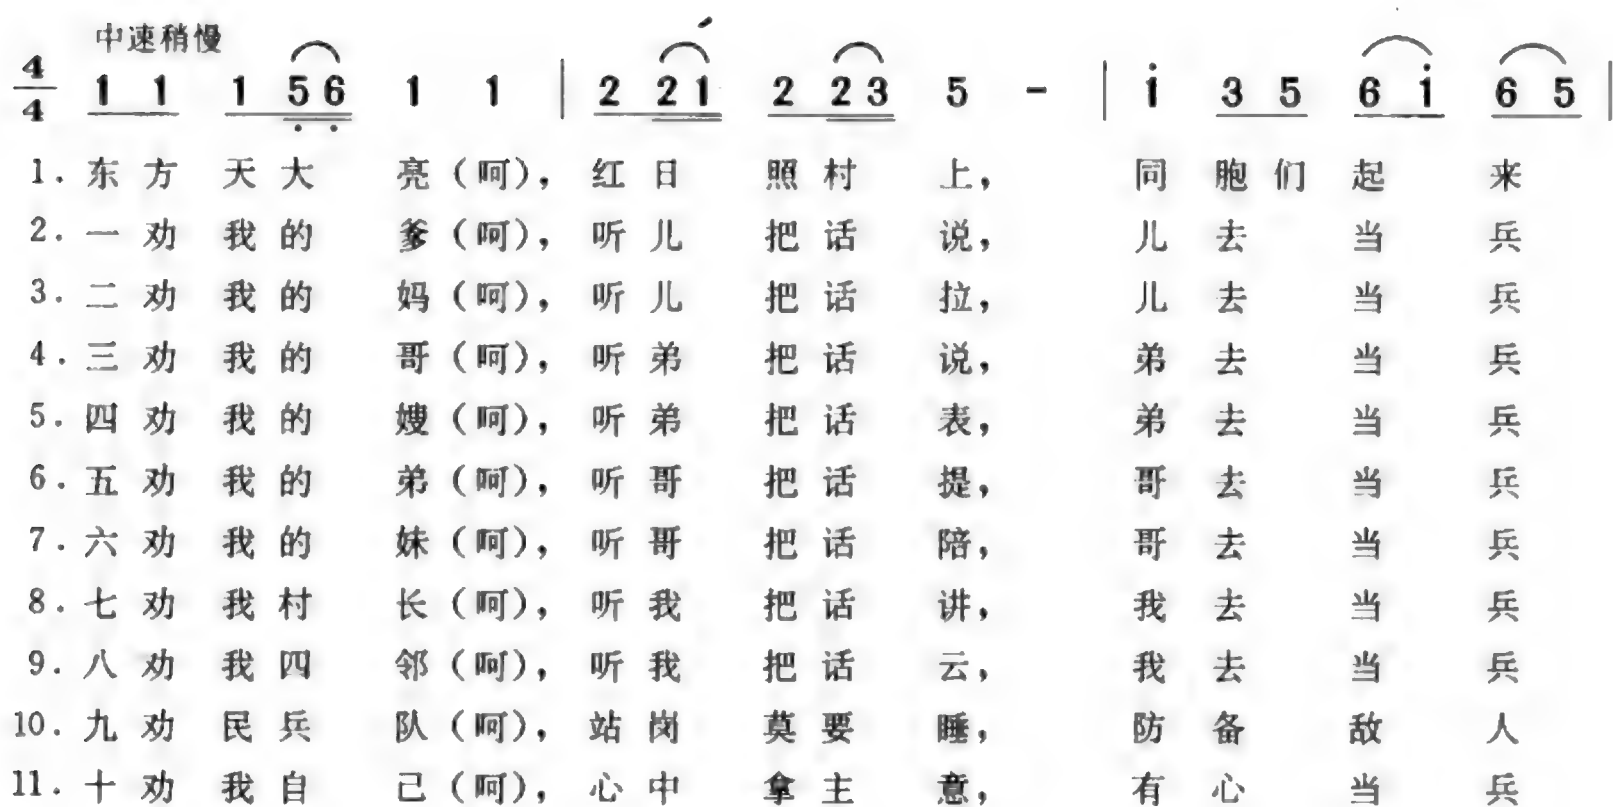 中速稍慢
4/4 1 1 1 5̣ 6̣ 1 1 | 2 2 1 2 2 3 5 - | i 3 5 6 i 6 5 |
1. 东方 天大 亮(呵), 红日 照村 上, 同 胞们起 来
2. 一劝 我的 爹(呵), 听儿 把话 说, 儿 去 当 兵
3. 二劝 我的 妈(呵), 听儿 把话 拉, 儿 去 当 兵
4. 三劝 我的 哥(呵), 听弟 把话 说, 弟 去 当 兵
5. 四劝 我的 嫂(呵), 听弟 把话 表, 弟 去 当 兵
6. 五劝 我的 弟(呵), 听哥 把话 提, 哥 去 当 兵
7. 六劝 我的 妹(呵), 听哥 把话 陪, 哥 去 当 兵
8. 七劝 我村 长(呵), 听我 把话 讲, 我 去 当 兵
9. 八劝 我四 邻(呵), 听我 把话 云, 我 去 当 兵
10. 九劝 民兵 队(呵), 站岗 莫要 睡, 防 备 敌 人
11. 十劝 我自 己(呵), 心中 拿主 意, 有 心 当 兵